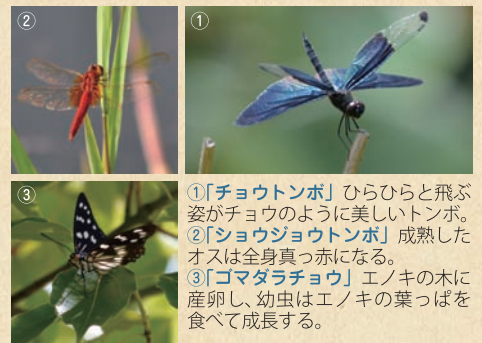 ②
①
③
①「チョウトンボ」ひらひらと飛ぶ
姿がチョウのように美しいトンボ。
②「ショウジョウトンボ」成熟した
オスは全身真っ赤になる。
③「ゴマダラチョウ」エノキの木に
産卵し、幼虫はエノキの葉っぱを
食べて成長する。